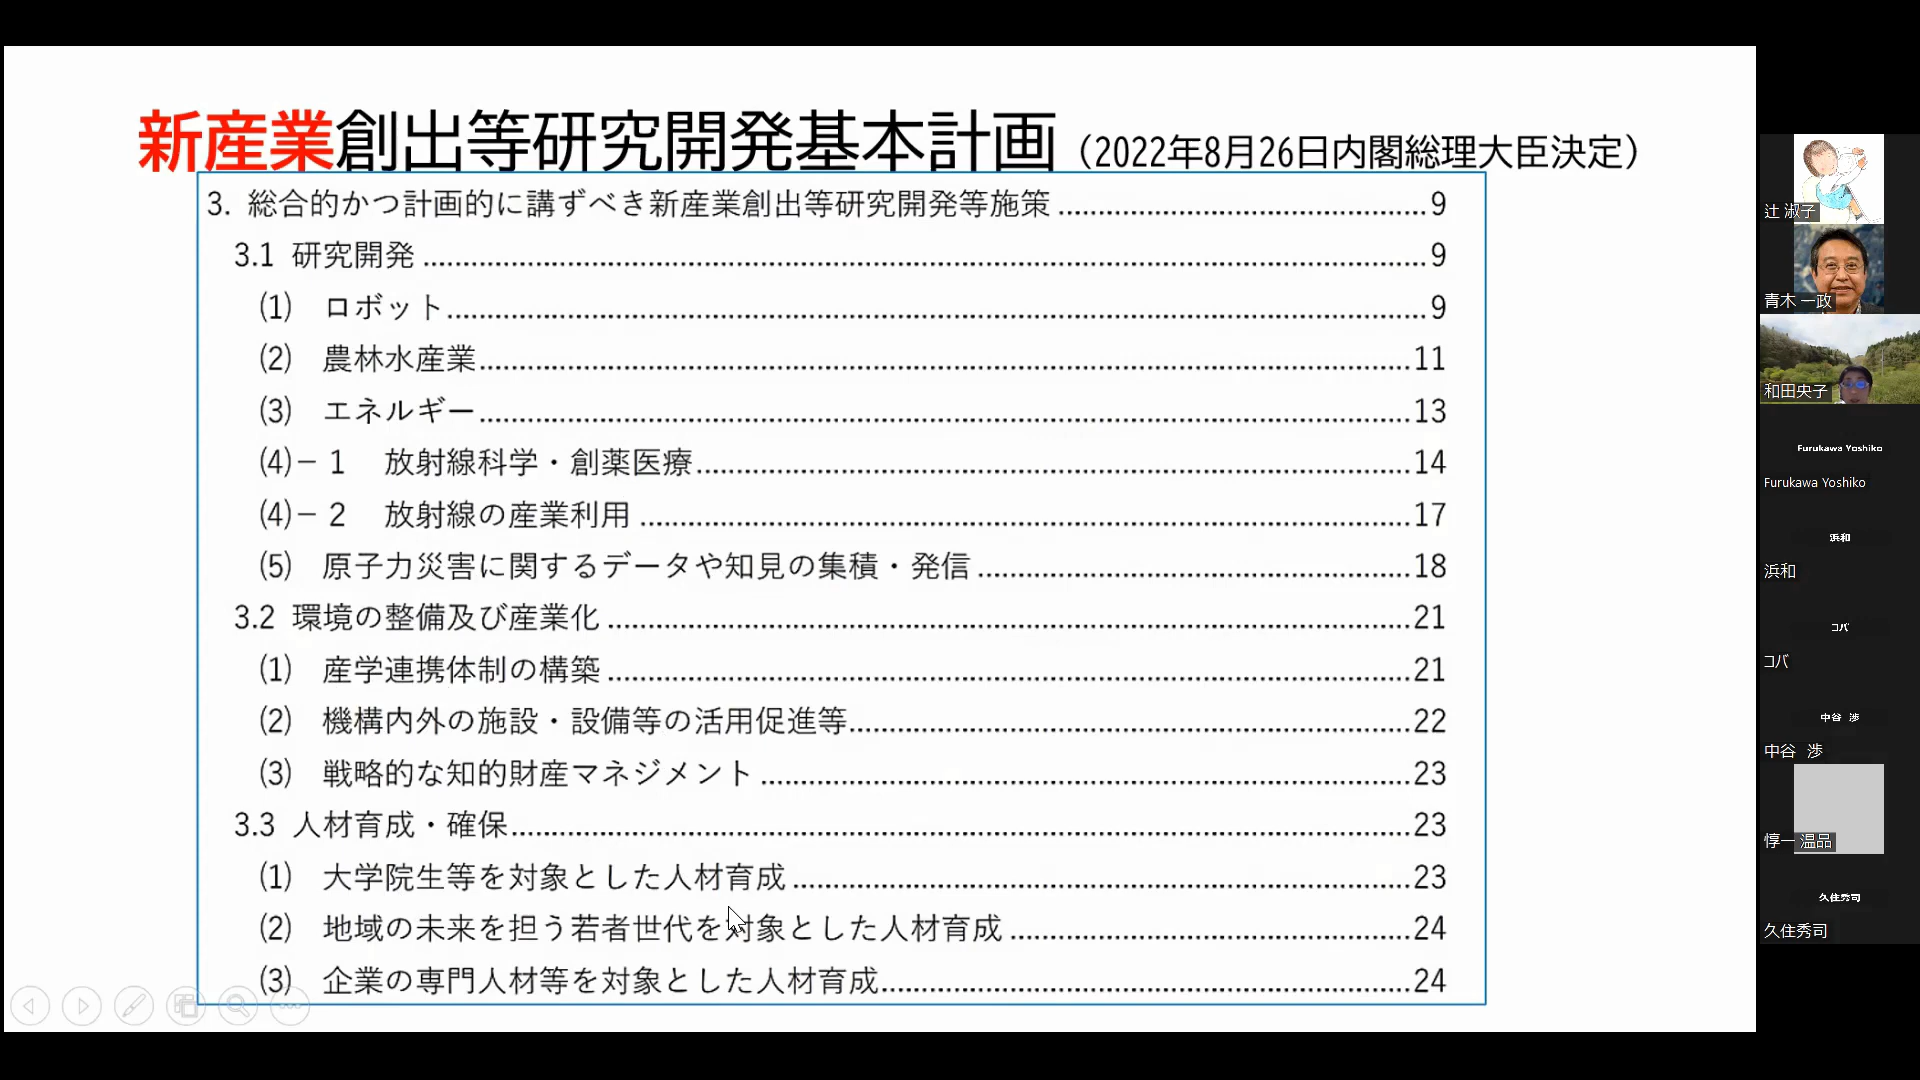 新産業創出等研究開発基本計画（2022年8月26日内閣総理大臣決定）
3. 総合的かつ計画的に講ずべき新産業創出等研究開発等施策 9
3.1 研究開発 9
(1) ロボット 9
(2) 農林水産業 11
(3) エネルギー 13
(4)－１ 放射線科学・創薬医療 14
(4)－２ 放射線の産業利用 17
(5) 原子力災害に関するデータや知見の集積・発信 18
3.2 環境の整備及び産業化 21
(1) 産学連携体制の構築 21
(2) 機構内外の施設・設備等の活用促進等 22
(3) 戦略的な知的財産マネジメント 23
3.3 人材育成・確保 23
(1) 大学院生等を対象とした人材育成 23
(2) 地域の未来を担う若者世代を対象とした人材育成 24
(3) 企業の専門人材等を対象とした人材育成 24
辻 淑子
青木 一政
和田央子
Furukawa Yoshiko
Furukawa Yoshiko
浜和
浜和
コバ
コバ
中谷 渉
中谷 渉
惇一 温品
久住秀司
久住秀司